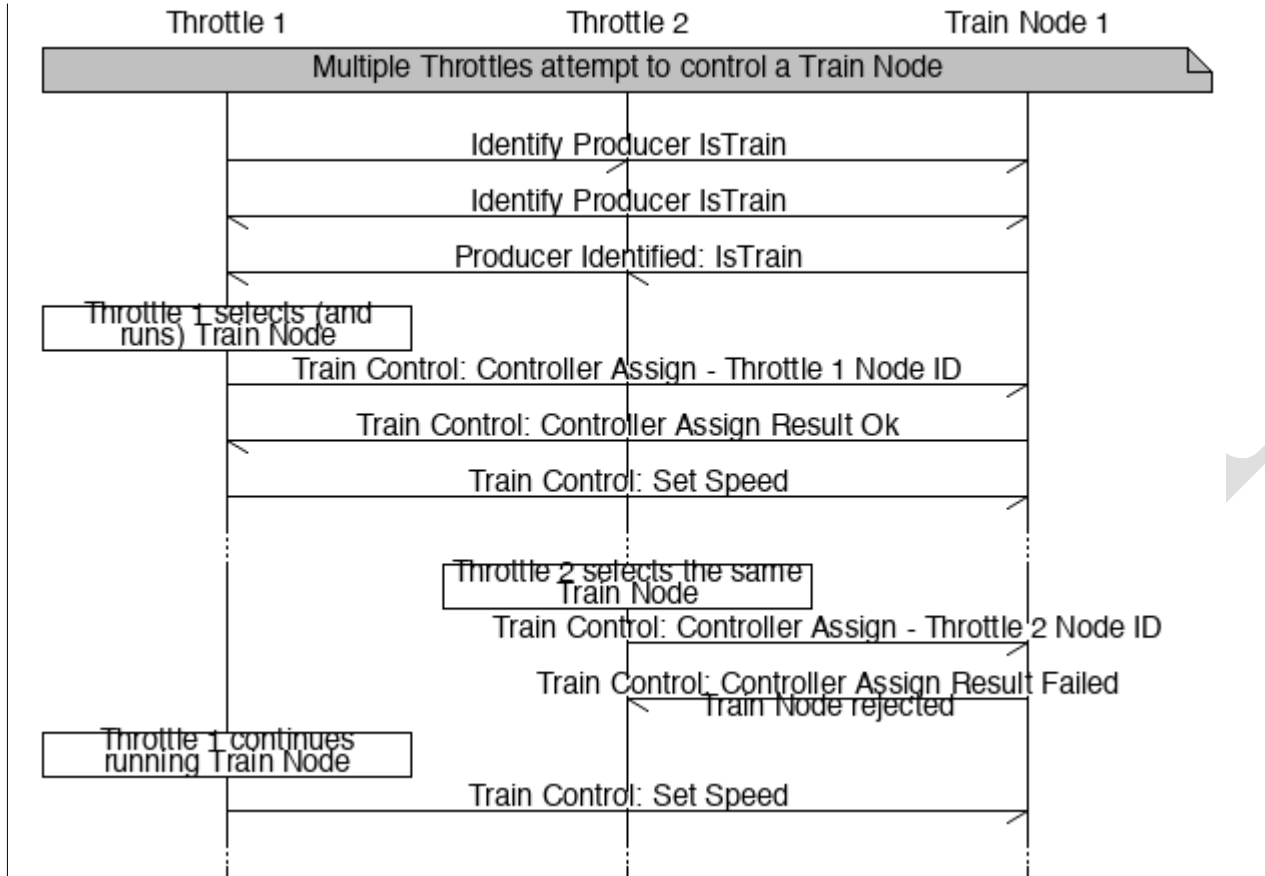 Throttle 1 Throttle 2 Train Node 1
Multiple Throttles attempt to control a Train Node
Identify Producer IsTrain
Identify Producer IsTrain
Producer Identified: IsTrain
Throttle 1 selects (and
runs) Train Node
Train Control: Controller Assign - Throttle 1 Node ID
Train Control: Controller Assign Result Ok
Train Control: Set Speed
Throttle 2 selects the same
Train Node
Train Control: Controller Assign - Throttle 2 Node ID
Train Control: Controller Assign Result Failed
Train Node rejected
Throttle 1 continues
running Train Node
Train Control: Set Speed